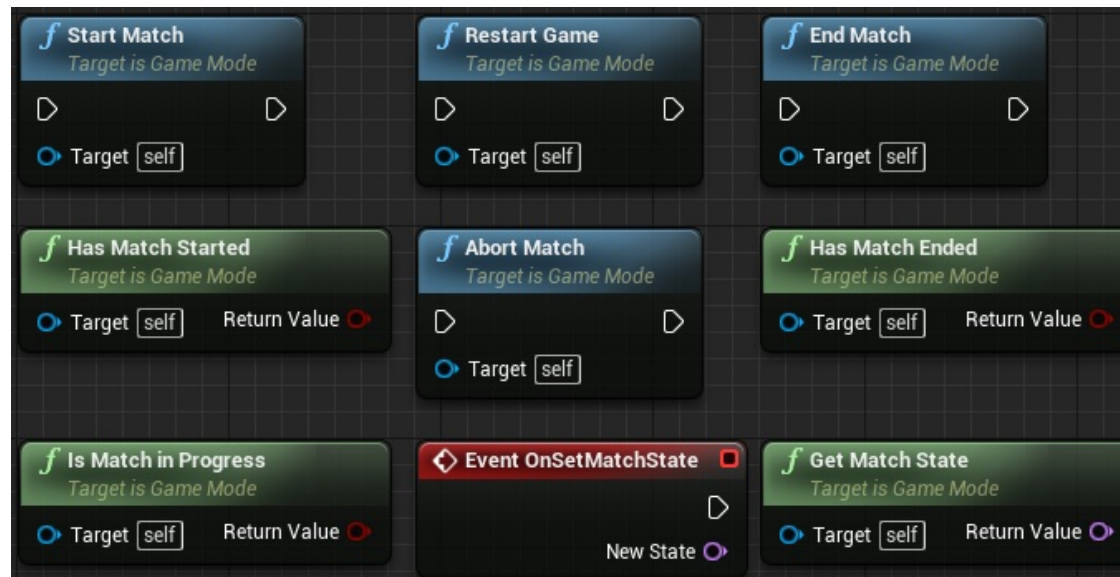 Start Match
Target is Game Mode
Target self
Restart Game
Target is Game Mode
Target self
End Match
Target is Game Mode
Target self
Has Match Started
Target is Game Mode
Target self Return Value
Abort Match
Target is Game Mode
Target self
Has Match Ended
Target is Game Mode
Target self Return Value
Is Match in Progress
Target is Game Mode
Target self Return Value
Event OnSetMatchState
New State
Get Match State
Target is Game Mode
Target self Return Value